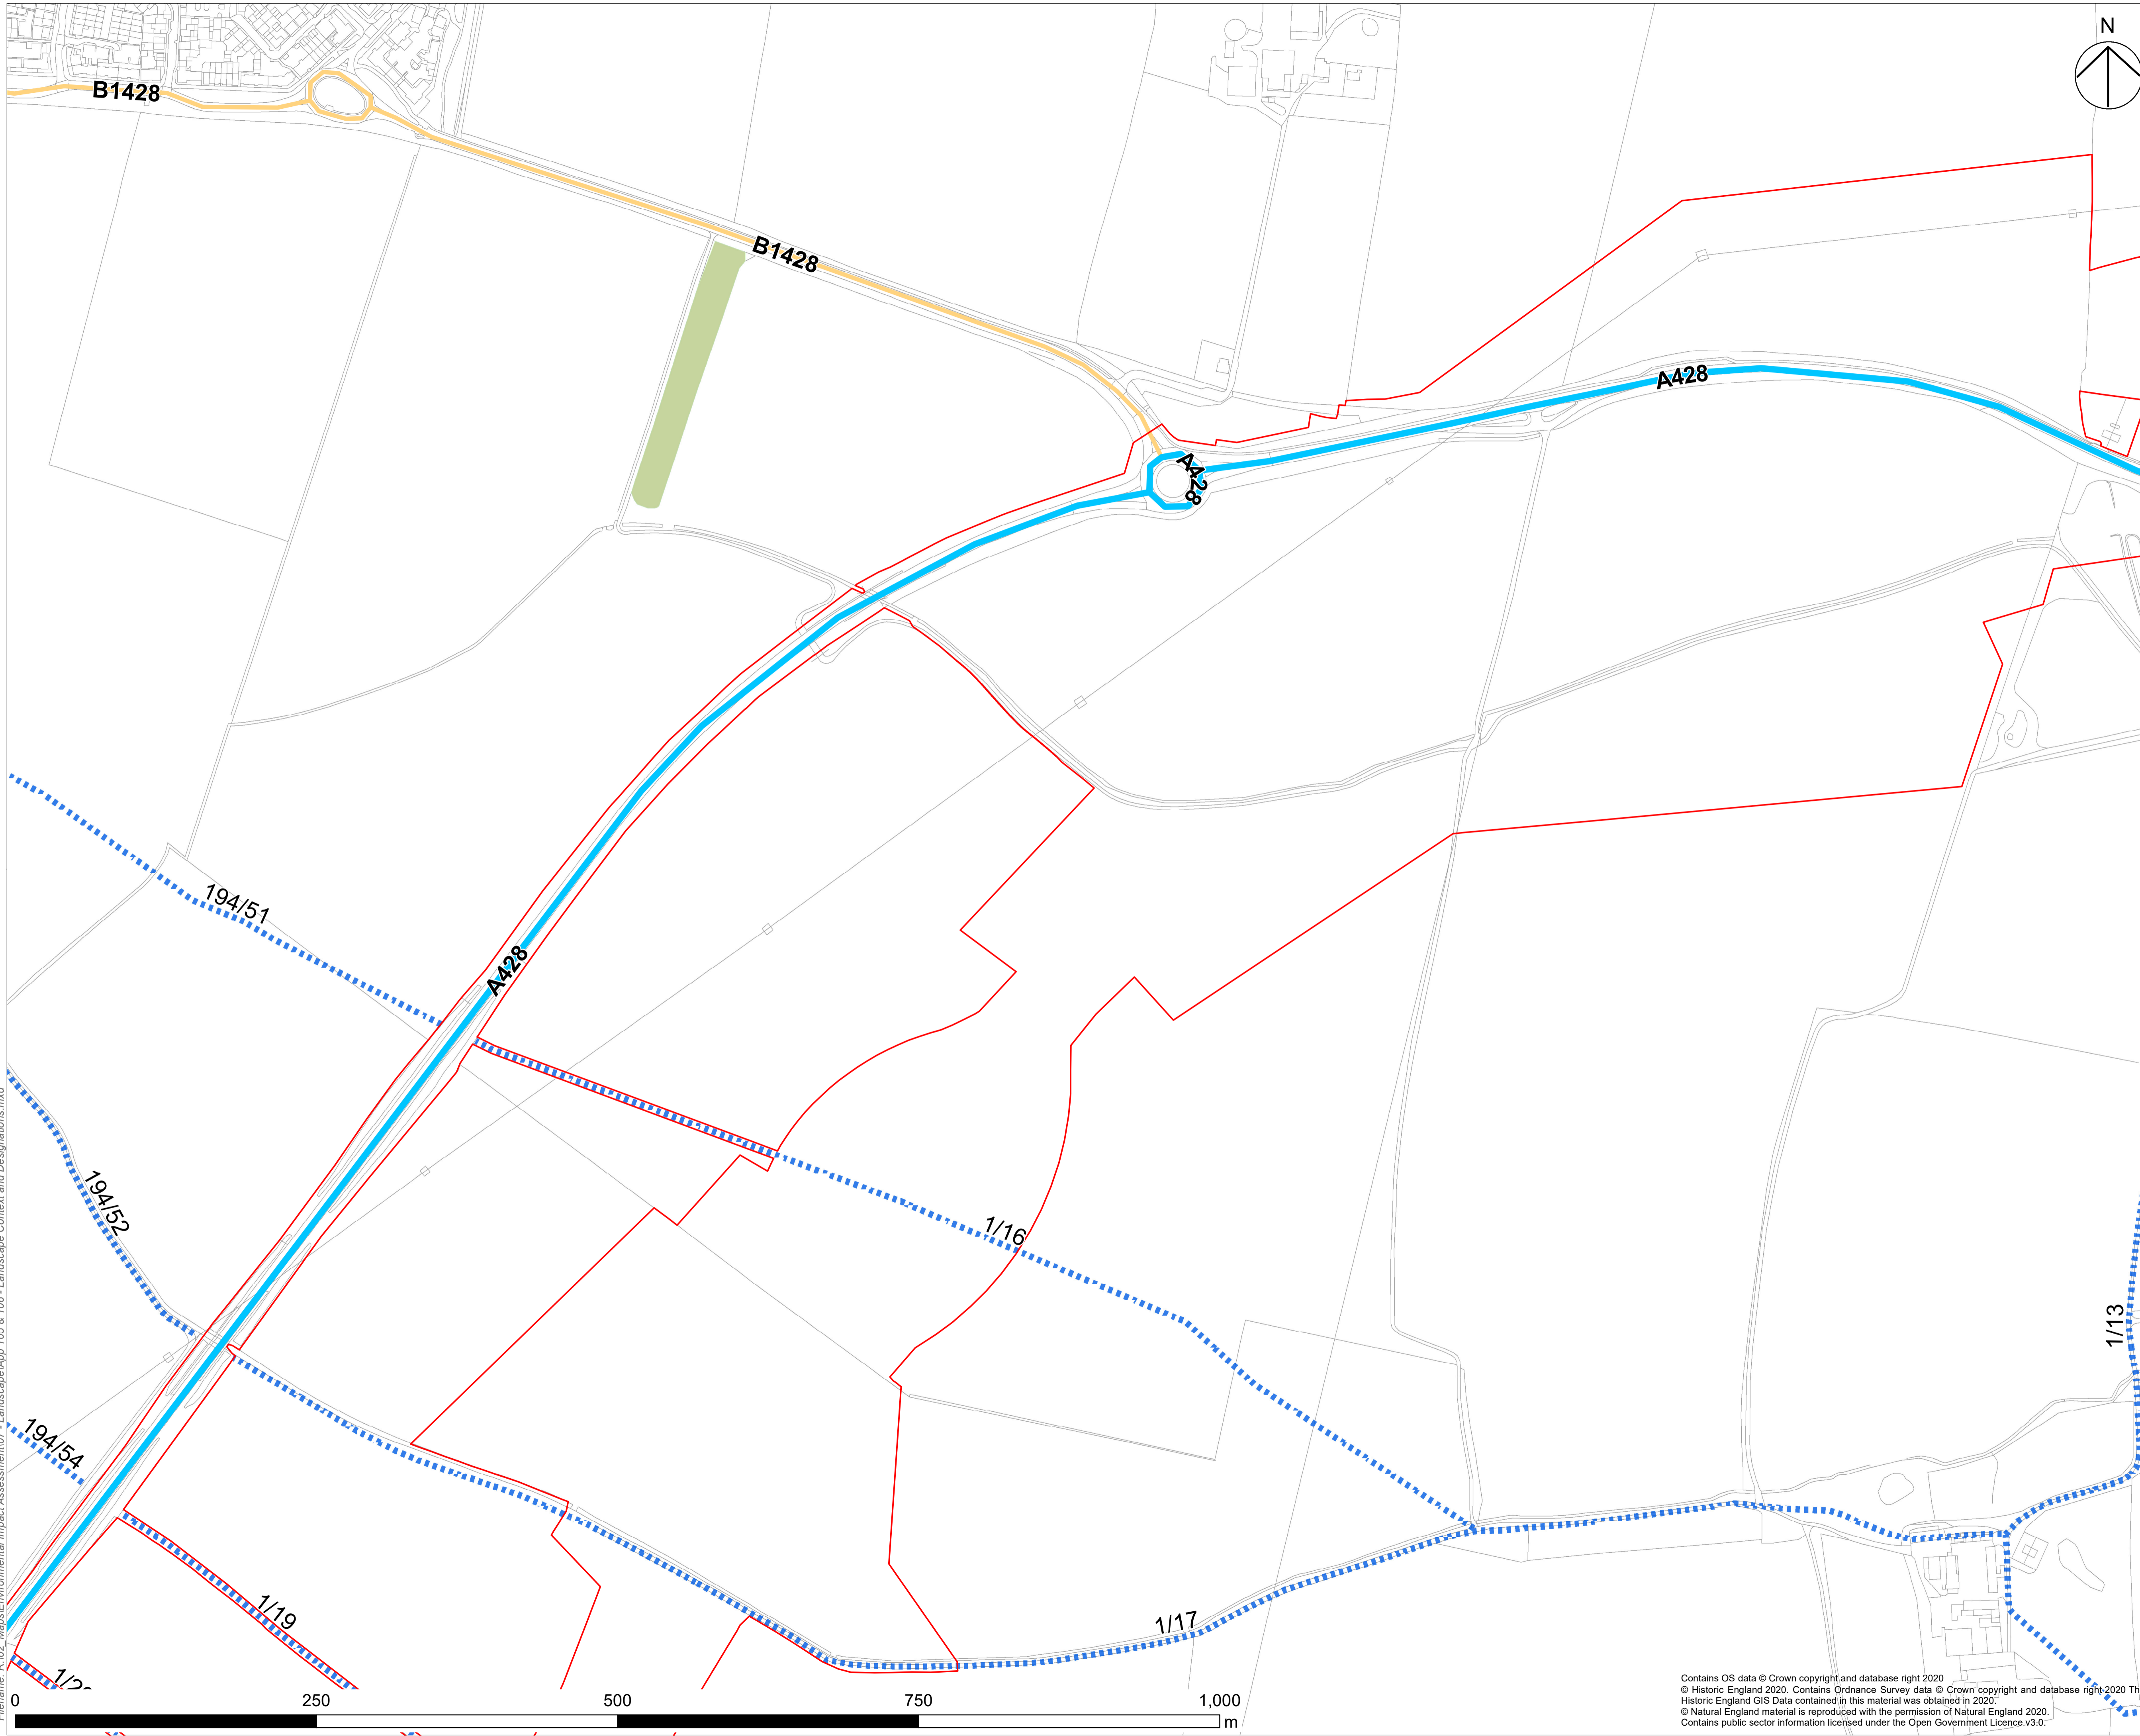 N
B1428
B1428
A428
A428
194/51
A428
1/16
194/52
1/13
194/54
1/19
1/17
0 250 500 750 1,000
m
Contains OS data © Crown copyright and database right 2020
© Historic England 2020. Contains Ordnance Survey data © Crown copyright and database right 2020 Th
Historic England GIS Data contained in this material was obtained in 2020.
© Natural England material is reproduced with the permission of Natural England 2020.
Contains public sector information licensed under the Open Government Licence v3.0.